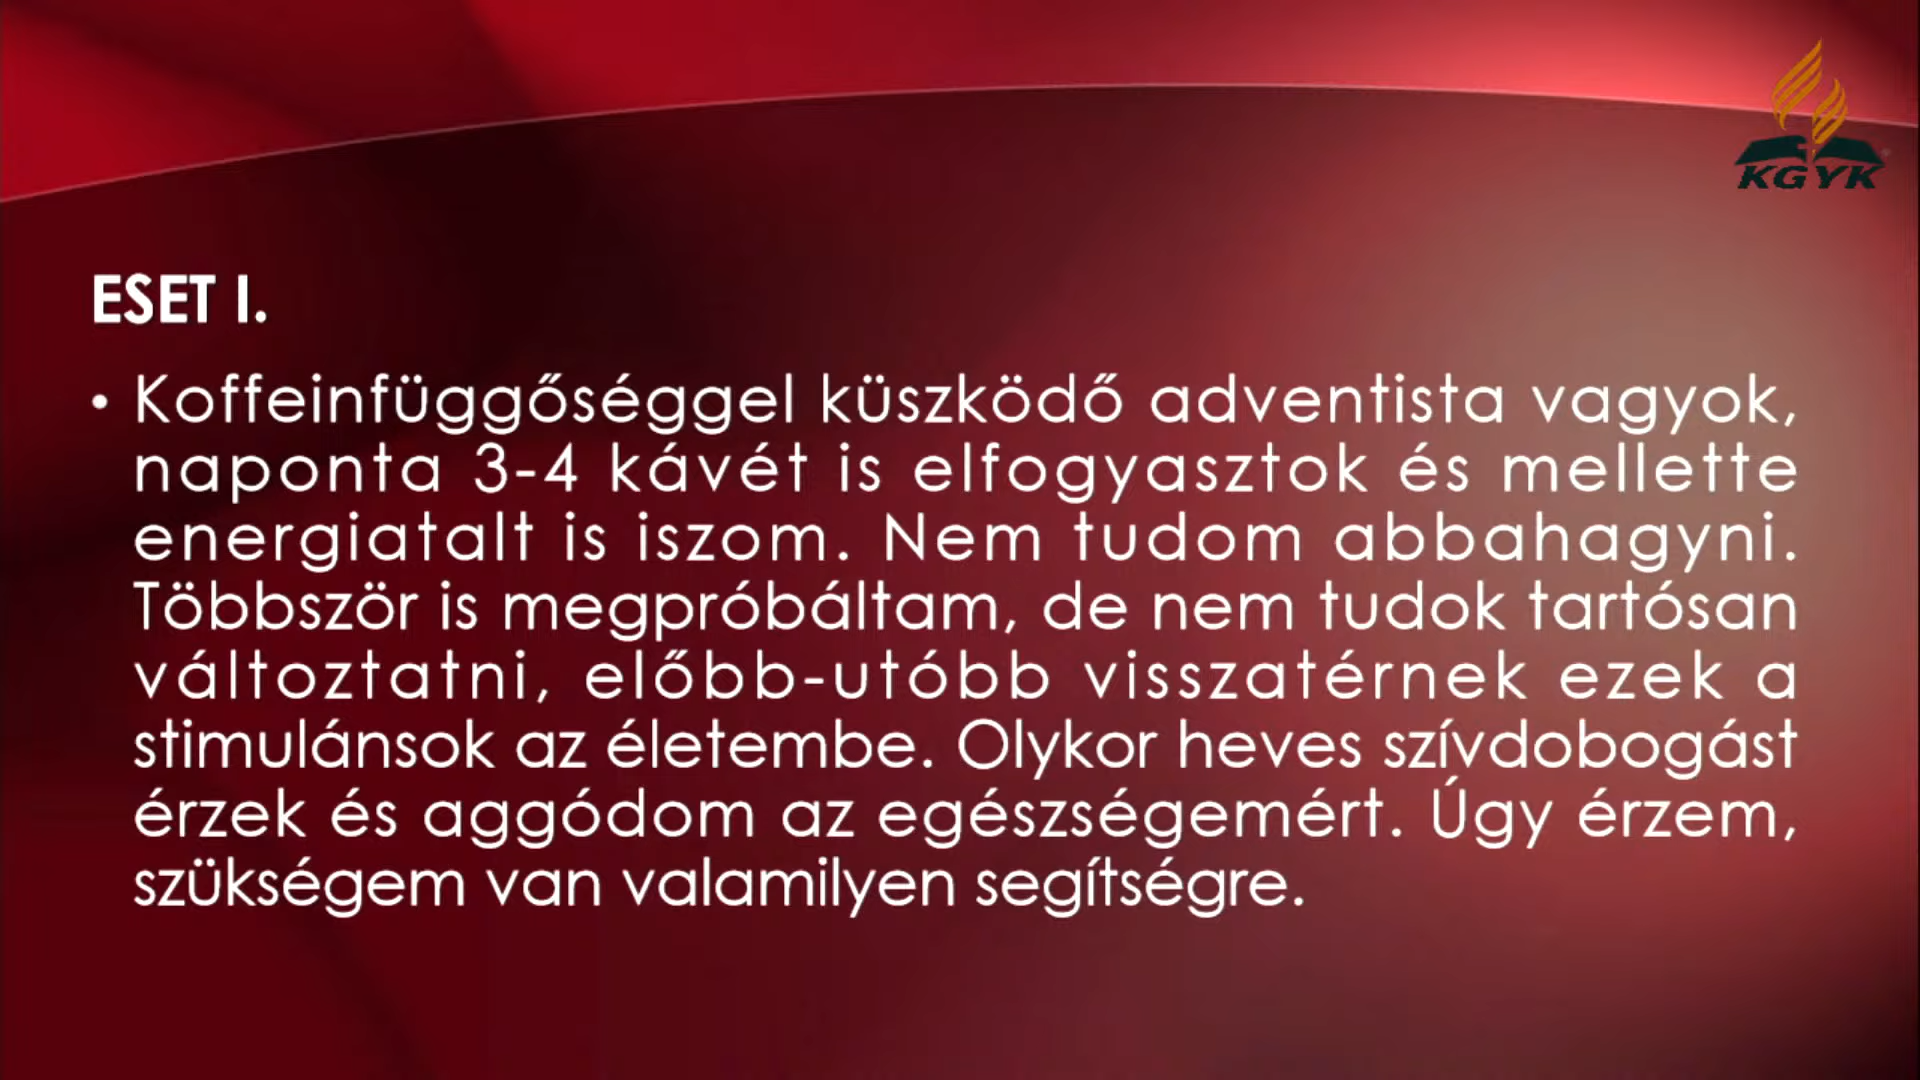 KGYK
ESET I.
• Koffeinfüggőséggel küszködő adventista vagyok,
naponta 3-4 kávét is elfogyasztok és mellette
energiatalt is iszom. Nem tudom abbahagyni.
Többször is megpróbáltam, de nem tudok tartósan
változtatni, előbb-utóbb visszatérnek ezek a
stimulánsok az életembe. Olykor heves szívdobogást
érzek és aggódom az egészségemért. Úgy érzem,
szükségem van valamilyen segítségre.